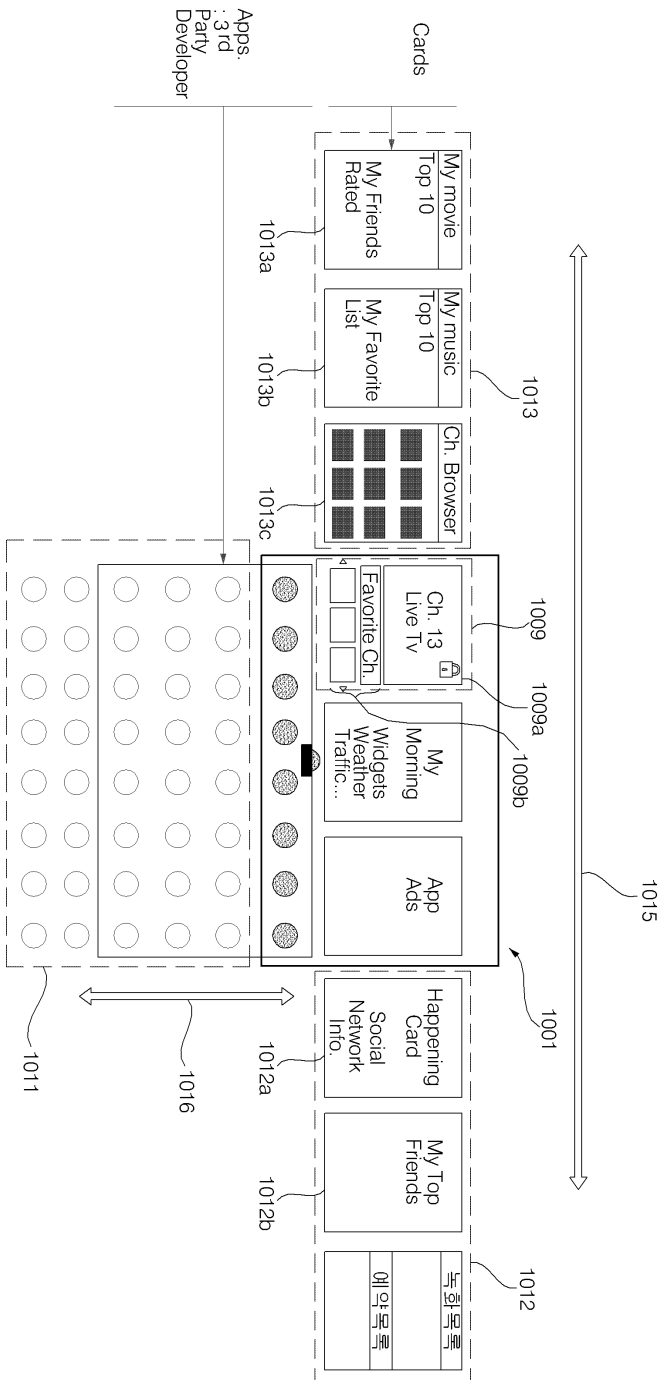 1015
1001
1013
1009
1009a
1009b
1012
Cards
My movie
Top 10
My Friends
Rated
My music
Top 10
My Favorite
List
Ch. Browser
Ch. 13
Live Tv
Favorite Ch.
My
Morning
Widgets
Weather
Traffic...
App
Ads
Happening
Card
Social
Network
Info.
My Top
Friends
녹화목록
예약목록
1013a
1013b
1013c
1012a
1012b
Apps.
: 3rd
Party
Developer
1016
1011